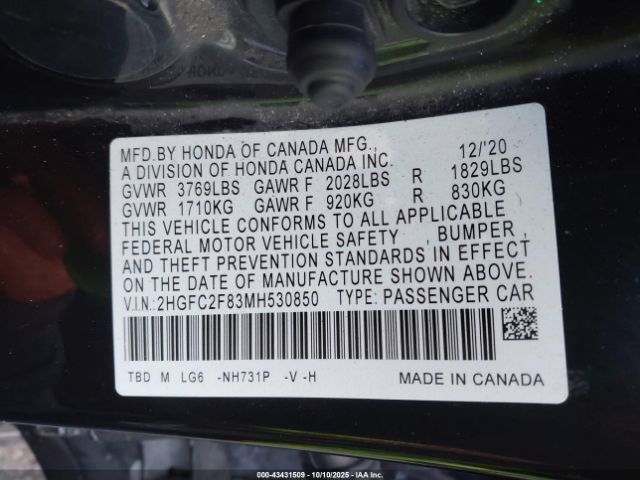 MFD.BY HONDA OF CANADA MFG., 12/'20
A DIVISION OF HONDA CANADA INC.
GVWR 3769LBS GAWR F 2028LBS R 1829LBS
GVWR 1710KG GAWR F 920KG R 830KG
THIS VEHICLE CONFORMS TO ALL APPLICABLE
FEDERAL MOTOR VEHICLE SAFETY , BUMPER ,
AND THEFT PREVENTION STANDARDS IN EFFECT
ON THE DATE OF MANUFACTURE SHOWN ABOVE.
V.I.N.: 2HGFC2F83MH530850 TYPE: PASSENGER CAR
TBD M LG6 -NH731P -V -H MADE IN CANADA
000-43431509 - 10/10/2025 - IAAI.COM